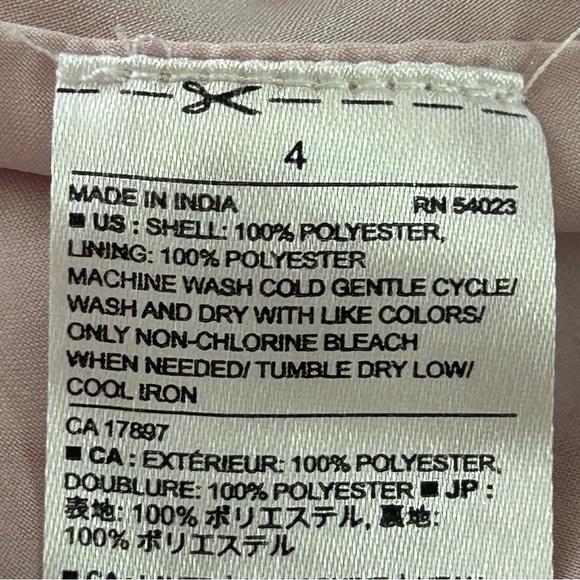 4
MADE IN INDIA RN 54023
■ US : SHELL: 100% POLYESTER,
LINING: 100% POLYESTER
MACHINE WASH COLD GENTLE CYCLE/
WASH AND DRY WITH LIKE COLORS/
ONLY NON-CHLORINE BLEACH
WHEN NEEDED/ TUMBLE DRY LOW/
COOL IRON
CA 17897
■ CA : EXTÉRIEUR: 100% POLYESTER,
DOUBLURE: 100% POLYESTER ■ JP :
表地: 100% ポリエステル, 裏地:
100% ポリエステル